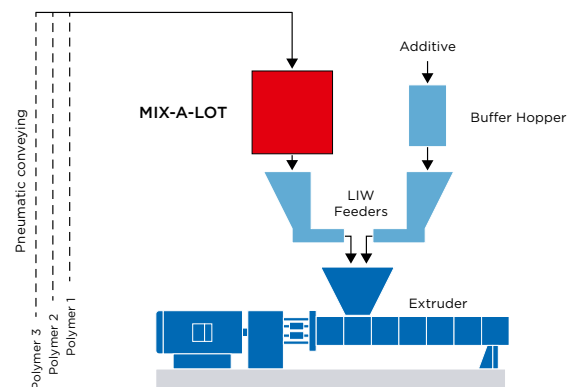 Additive
MIX-A-LOT
Buffer Hopper
LIW
Feeders
Extruder
Pneumatic conveying
Polymer 3
Polymer 2
Polymer 1